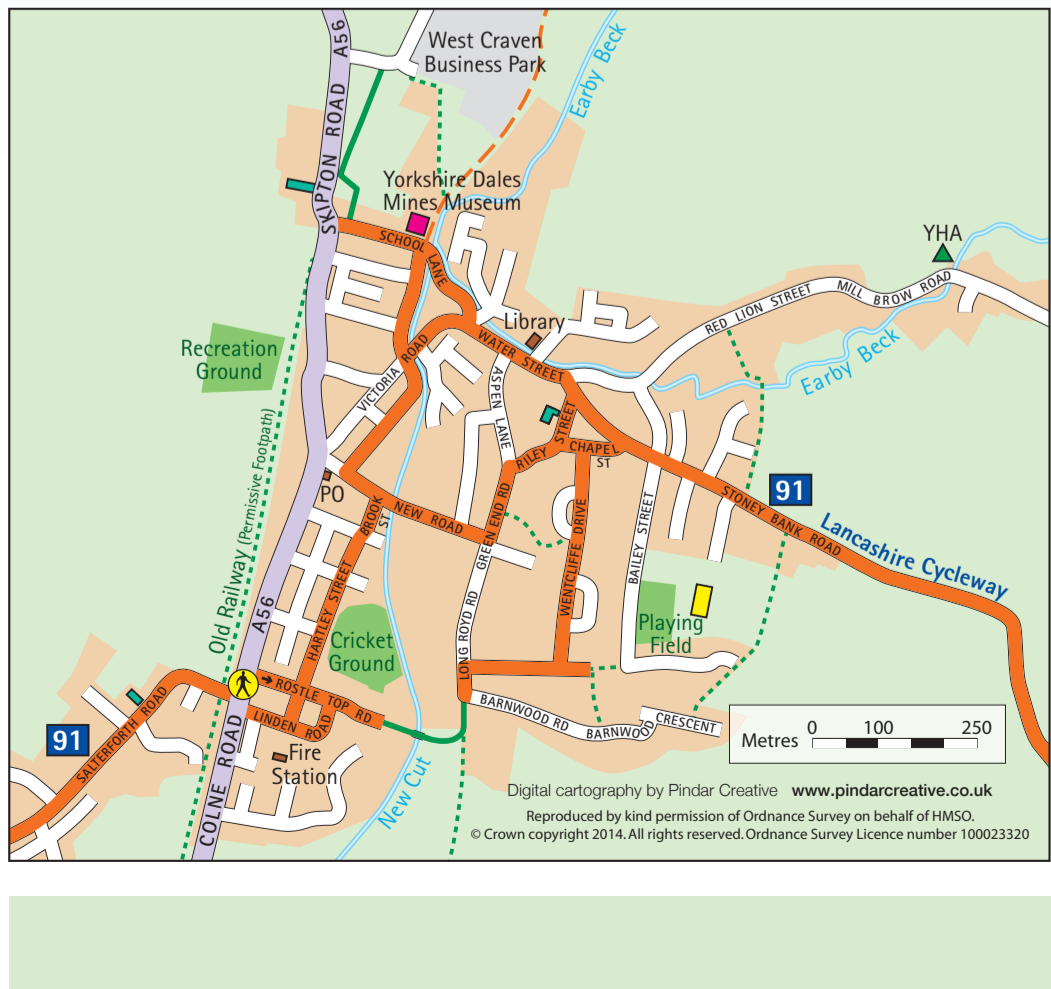 A56
SKIPTON ROAD
West Craven
Business Park
Earby Beck
Yorkshire Dales
Mines Museum
SCHOOL LANE
YHA
RED LION STREET
MILL BROW ROAD
Earby Beck
Library
WATER STREET
Recreation
Ground
VICTORIA ROAD
ASPEN LANE
RILEY STREET
CHAPEL
ST
PO
BROOK
ST
NEW ROAD
GREEN END RD
91
STONEY BANK ROAD
Lancashire Cycleway
Old Railway (Permissive Footpath)
A56
HARTLEY STREET
WENTCLIFFE DRIVE
BAILEY STREET
Playing
Field
Cricket
Ground
LONG ROYD RD
ROSTLE TOP RD
LINDEN ROAD
BARNWOOD RD
BARNWOOD CRESCENT
91
SALTERFORTH ROAD
COLNE ROAD
Fire
Station
New Cut
Metres 0 100 250
Digital cartography by Pindar Creative www.pindarcreative.co.uk
Reproduced by kind permission of Ordnance Survey on behalf of HMSO.
© Crown copyright 2014. All rights reserved. Ordnance Survey Licence number 100023320